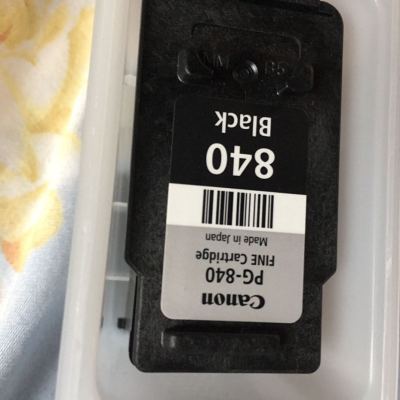 Canon
PG-840
FINE Cartridge
Made in Japan
840
Black